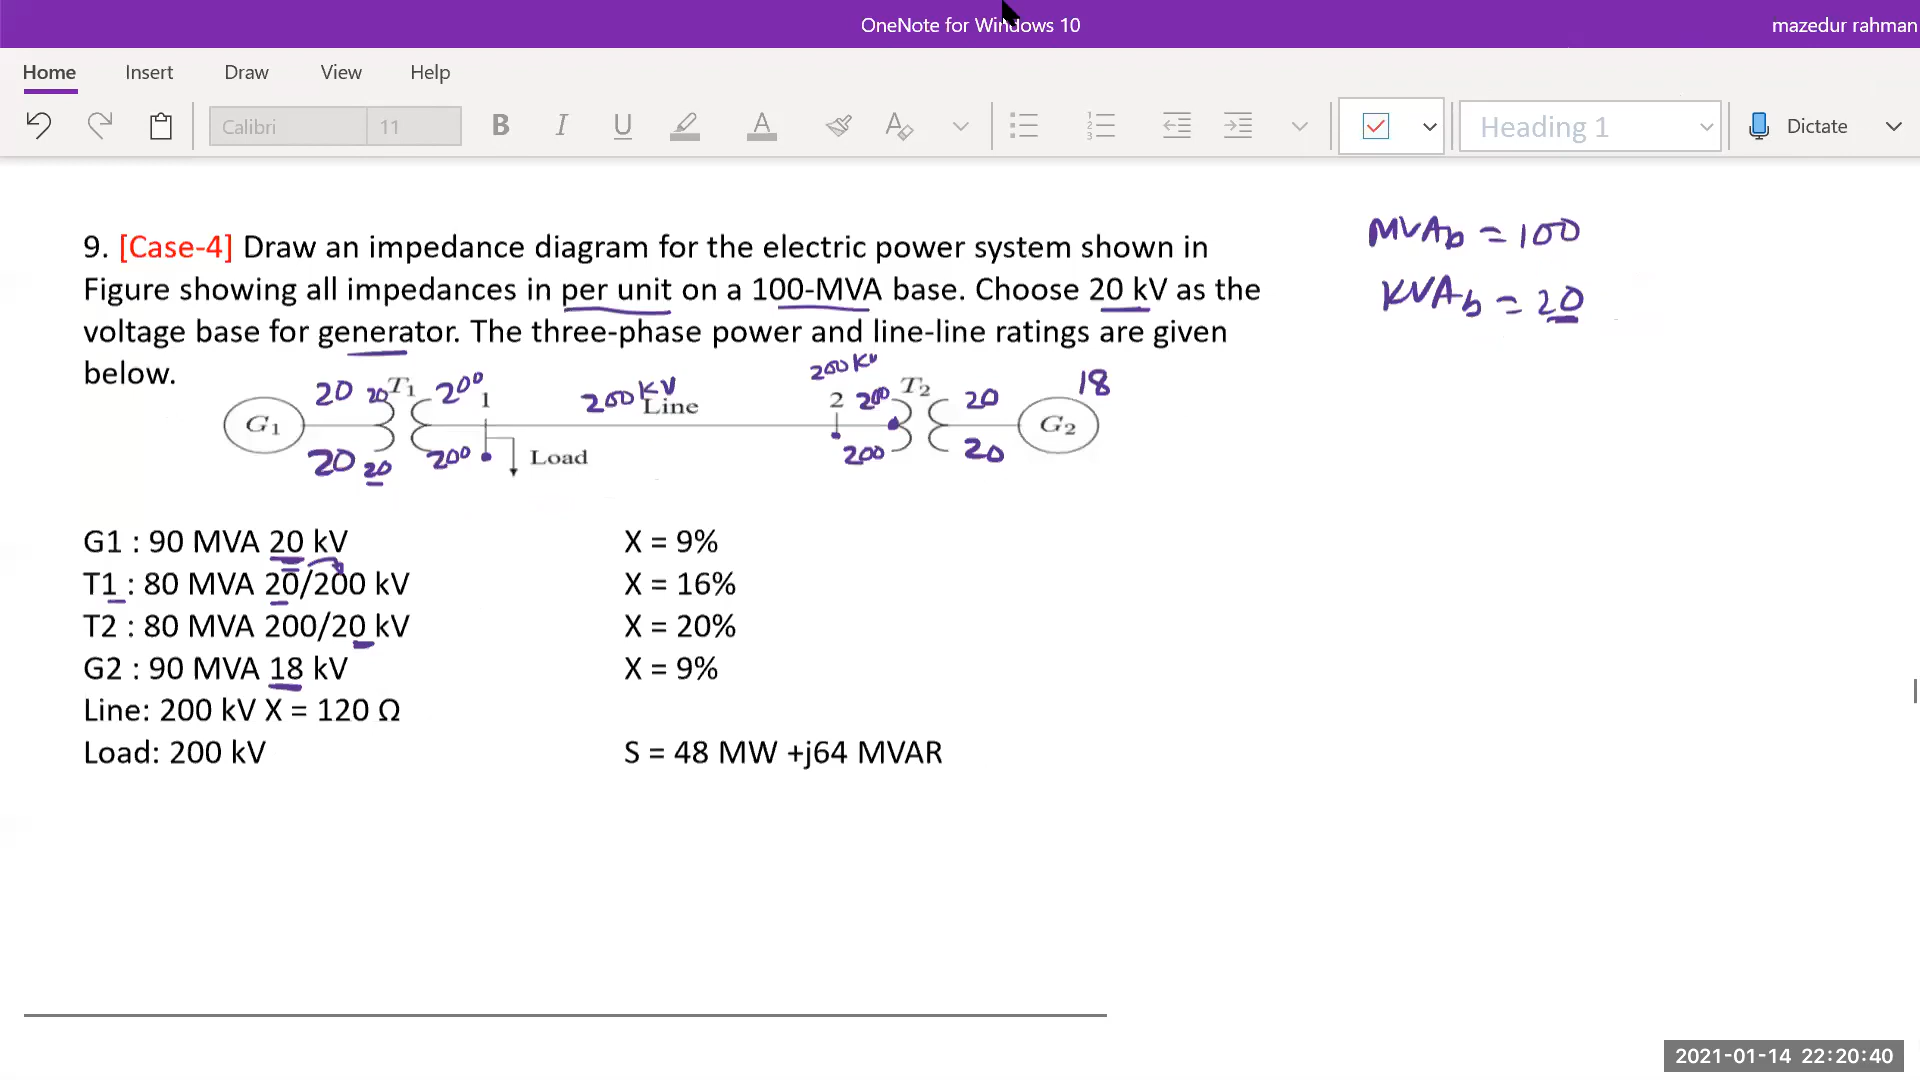 OneNote for Windows 10
mazedur rahman
Home Insert Draw View Help
Calibri 11 B I U A A Heading 1 Dictate
MVAb = 100
KVAb = 20
9. [Case-4] Draw an impedance diagram for the electric power system shown in
Figure showing all impedances in per unit on a 100-MVA base. Choose 20 kV as the
voltage base for generator. The three-phase power and line-line ratings are given
below.
200 KV
20 20 T1 200 1 200 KV Line 2 200 T2 20 18
G1 G2
20 20 200 Load 200 20
G1 : 90 MVA 20 kV X = 9%
T1 : 80 MVA 20/200 kV X = 16%
T2 : 80 MVA 200/20 kV X = 20%
G2 : 90 MVA 18 kV X = 9%
Line: 200 kV X = 120 Ω
Load: 200 kV S = 48 MW +j64 MVAR
2021-01-14 22:20:40